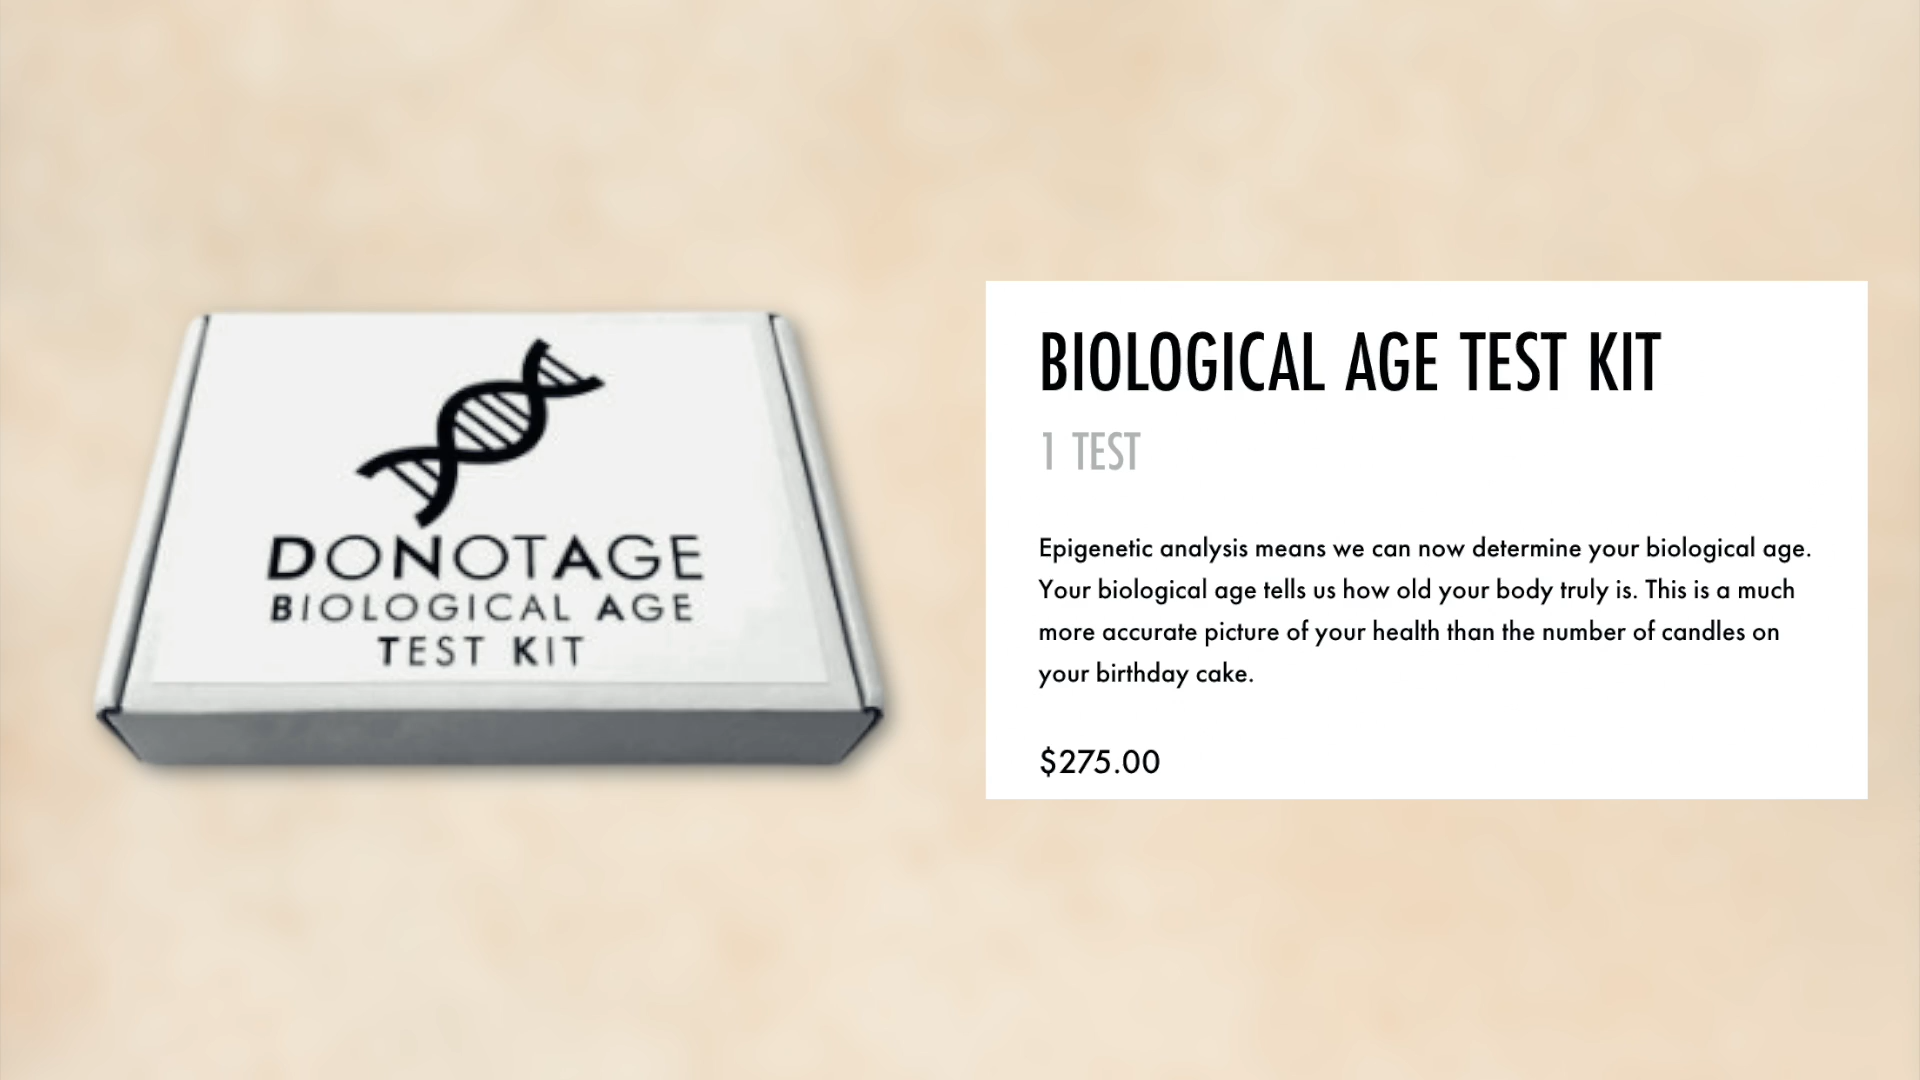 DONOTAGE
BIOLOGICAL AGE
TEST KIT
BIOLOGICAL AGE TEST KIT
1 TEST
Epigenetic analysis means we can now determine your biological age.
Your biological age tells us how old your body truly is. This is a much
more accurate picture of your health than the number of candles on
your birthday cake.
$275.00